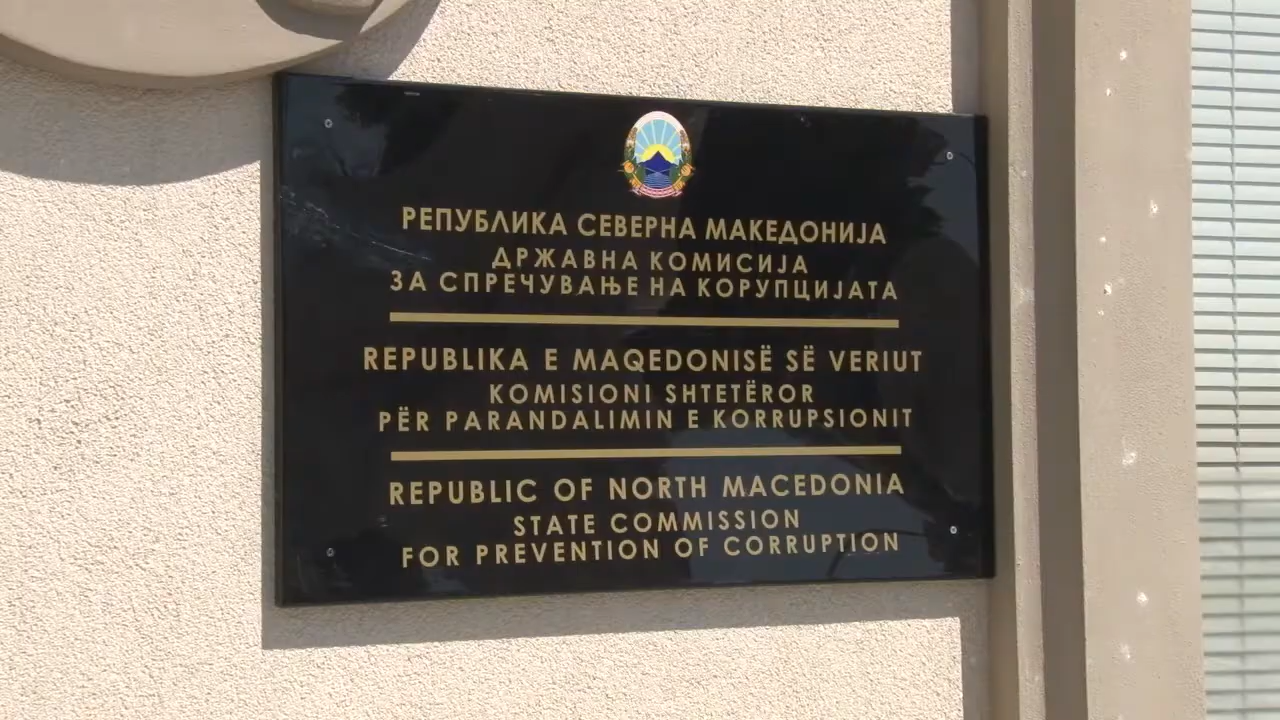 РЕПУБЛИКА СЕВЕРНА МАКЕДОНИЈА
ДРЖАВНА КОМИСИЈА
ЗА СПРЕЧУВАЊЕ НА КОРУПЦИЈАТА
REPUBLIKA E MAQEDONISË SË VERIUT
KOMISIONI SHTETËROR
PËR PARANDALIMIN E KORRUPSIONIT
REPUBLIC OF NORTH MACEDONIA
STATE COMMISSION
FOR PREVENTION OF CORRUPTION